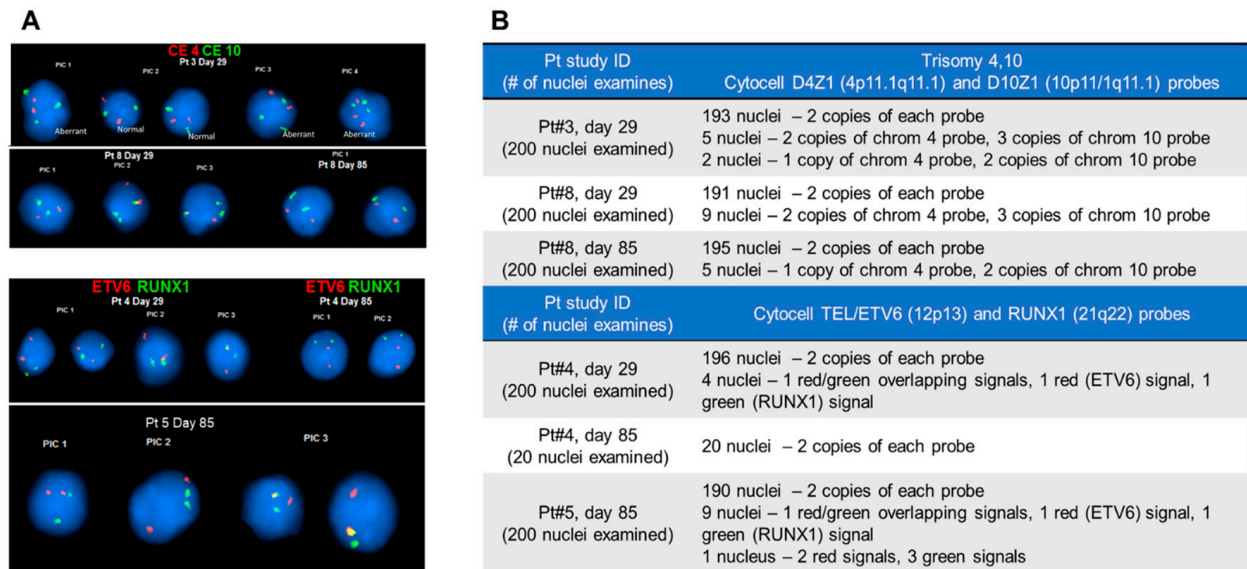 A
CE 4 CE 10
Pt 3 Day 29
PIC 1
PIC 2
PIC 3
PIC 4
Aberrant
Normal
Normal
Aberrant
Aberrant
Pt 8 Day 29
Pt 8 Day 85
PIC 1
PIC 2
PIC 3
PIC 1
ETV6 RUNX1
ETV6 RUNX1
Pt 4 Day 29
Pt 4 Day 85
PIC 1
PIC 2
PIC 3
PIC 1
PIC 2
Pt 5 Day 85
PIC 1
PIC 2
PIC 3
B
Pt study ID
(# of nuclei examines)
Trisomy 4,10
Cytocell D4Z1 (4p11.1q11.1) and D10Z1 (10p11/1q11.1) probes
Pt#3, day 29
(200 nuclei examined)
193 nuclei – 2 copies of each probe
5 nuclei – 2 copies of chrom 4 probe, 3 copies of chrom 10 probe
2 nuclei – 1 copy of chrom 4 probe, 2 copies of chrom 10 probe
Pt#8, day 29
(200 nuclei examined)
191 nuclei – 2 copies of each probe
9 nuclei – 2 copies of chrom 4 probe, 3 copies of chrom 10 probe
Pt#8, day 85
(200 nuclei examined)
195 nuclei – 2 copies of each probe
5 nuclei – 1 copy of chrom 4 probe, 2 copies of chrom 10 probe
Pt study ID
(# of nuclei examines)
Cytocell TEL/ETV6 (12p13) and RUNX1 (21q22) probes
Pt#4, day 29
(200 nuclei examined)
196 nuclei – 2 copies of each probe
4 nuclei – 1 red/green overlapping signals, 1 red (ETV6) signal, 1
green (RUNX1) signal
Pt#4, day 85
(20 nuclei examined)
20 nuclei – 2 copies of each probe
Pt#5, day 85
(200 nuclei examined)
190 nuclei – 2 copies of each probe
9 nuclei – 1 red/green overlapping signals, 1 red (ETV6) signal, 1
green (RUNX1) signal
1 nucleus – 2 red signals, 3 green signals